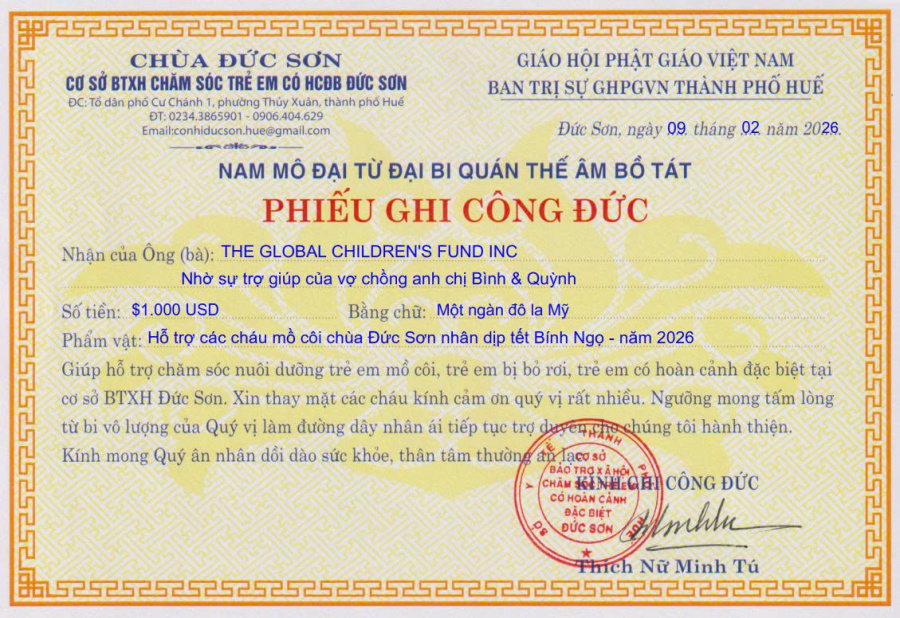 CHÙA ĐỨC SƠN
CƠ SỞ BTXH CHĂM SÓC TRẺ EM CÓ HCĐB ĐỨC SƠN
ĐC: Tổ dân phố Cư Chánh 1, phường Thủy Xuân, thành phố Huế
ĐT: 0234.3865901 - 0906.404.629
Email:conhiducson.hue@gmail.com
GIÁO HỘI PHẬT GIÁO VIỆT NAM
BAN TRỊ SỰ GHPGVN THÀNH PHỐ HUẾ
Đức Sơn, ngày 09 tháng 02 năm 2026.
NAM MÔ ĐẠI TỪ ĐẠI BI QUÁN THẾ ÂM BỒ TÁT
PHIẾU GHI CÔNG ĐỨC
Nhận của Ông (bà): THE GLOBAL CHILDREN'S FUND INC
Nhờ sự trợ giúp của vợ chồng anh chị Bình & Quỳnh
Số tiền: $1.000 USD Bằng chữ: Một ngàn đô la Mỹ
Phẩm vật: Hỗ trợ các cháu mồ côi chùa Đức Sơn nhân dịp tết Bính Ngọ - năm 2026
Giúp hỗ trợ chăm sóc nuôi dưỡng trẻ em mồ côi, trẻ em bị bỏ rơi, trẻ em có hoàn cảnh đặc biệt tại
cơ sở BTXH Đức Sơn. Xin thay mặt các cháu kính cảm ơn quý vị rất nhiều. Ngưỡng mong tấm lòng
từ bi vô lượng của Quý vị làm đường dây nhân ái tiếp tục trợ duyên cho chúng tôi hành thiện.
Kính mong Quý ân nhân dồi dào sức khỏe, thân tâm thường an lạc.
KÍNH GHI CÔNG ĐỨC
SỞ Y TẾ THÀNH PHỐ HUẾ
CƠ SỞ
BẢO TRỢ XÃ HỘI
CHĂM SÓC TRẺ EM
CÓ HOÀN CẢNH
ĐẶC BIỆT
ĐỨC SƠN
Thích Nữ Minh Tú